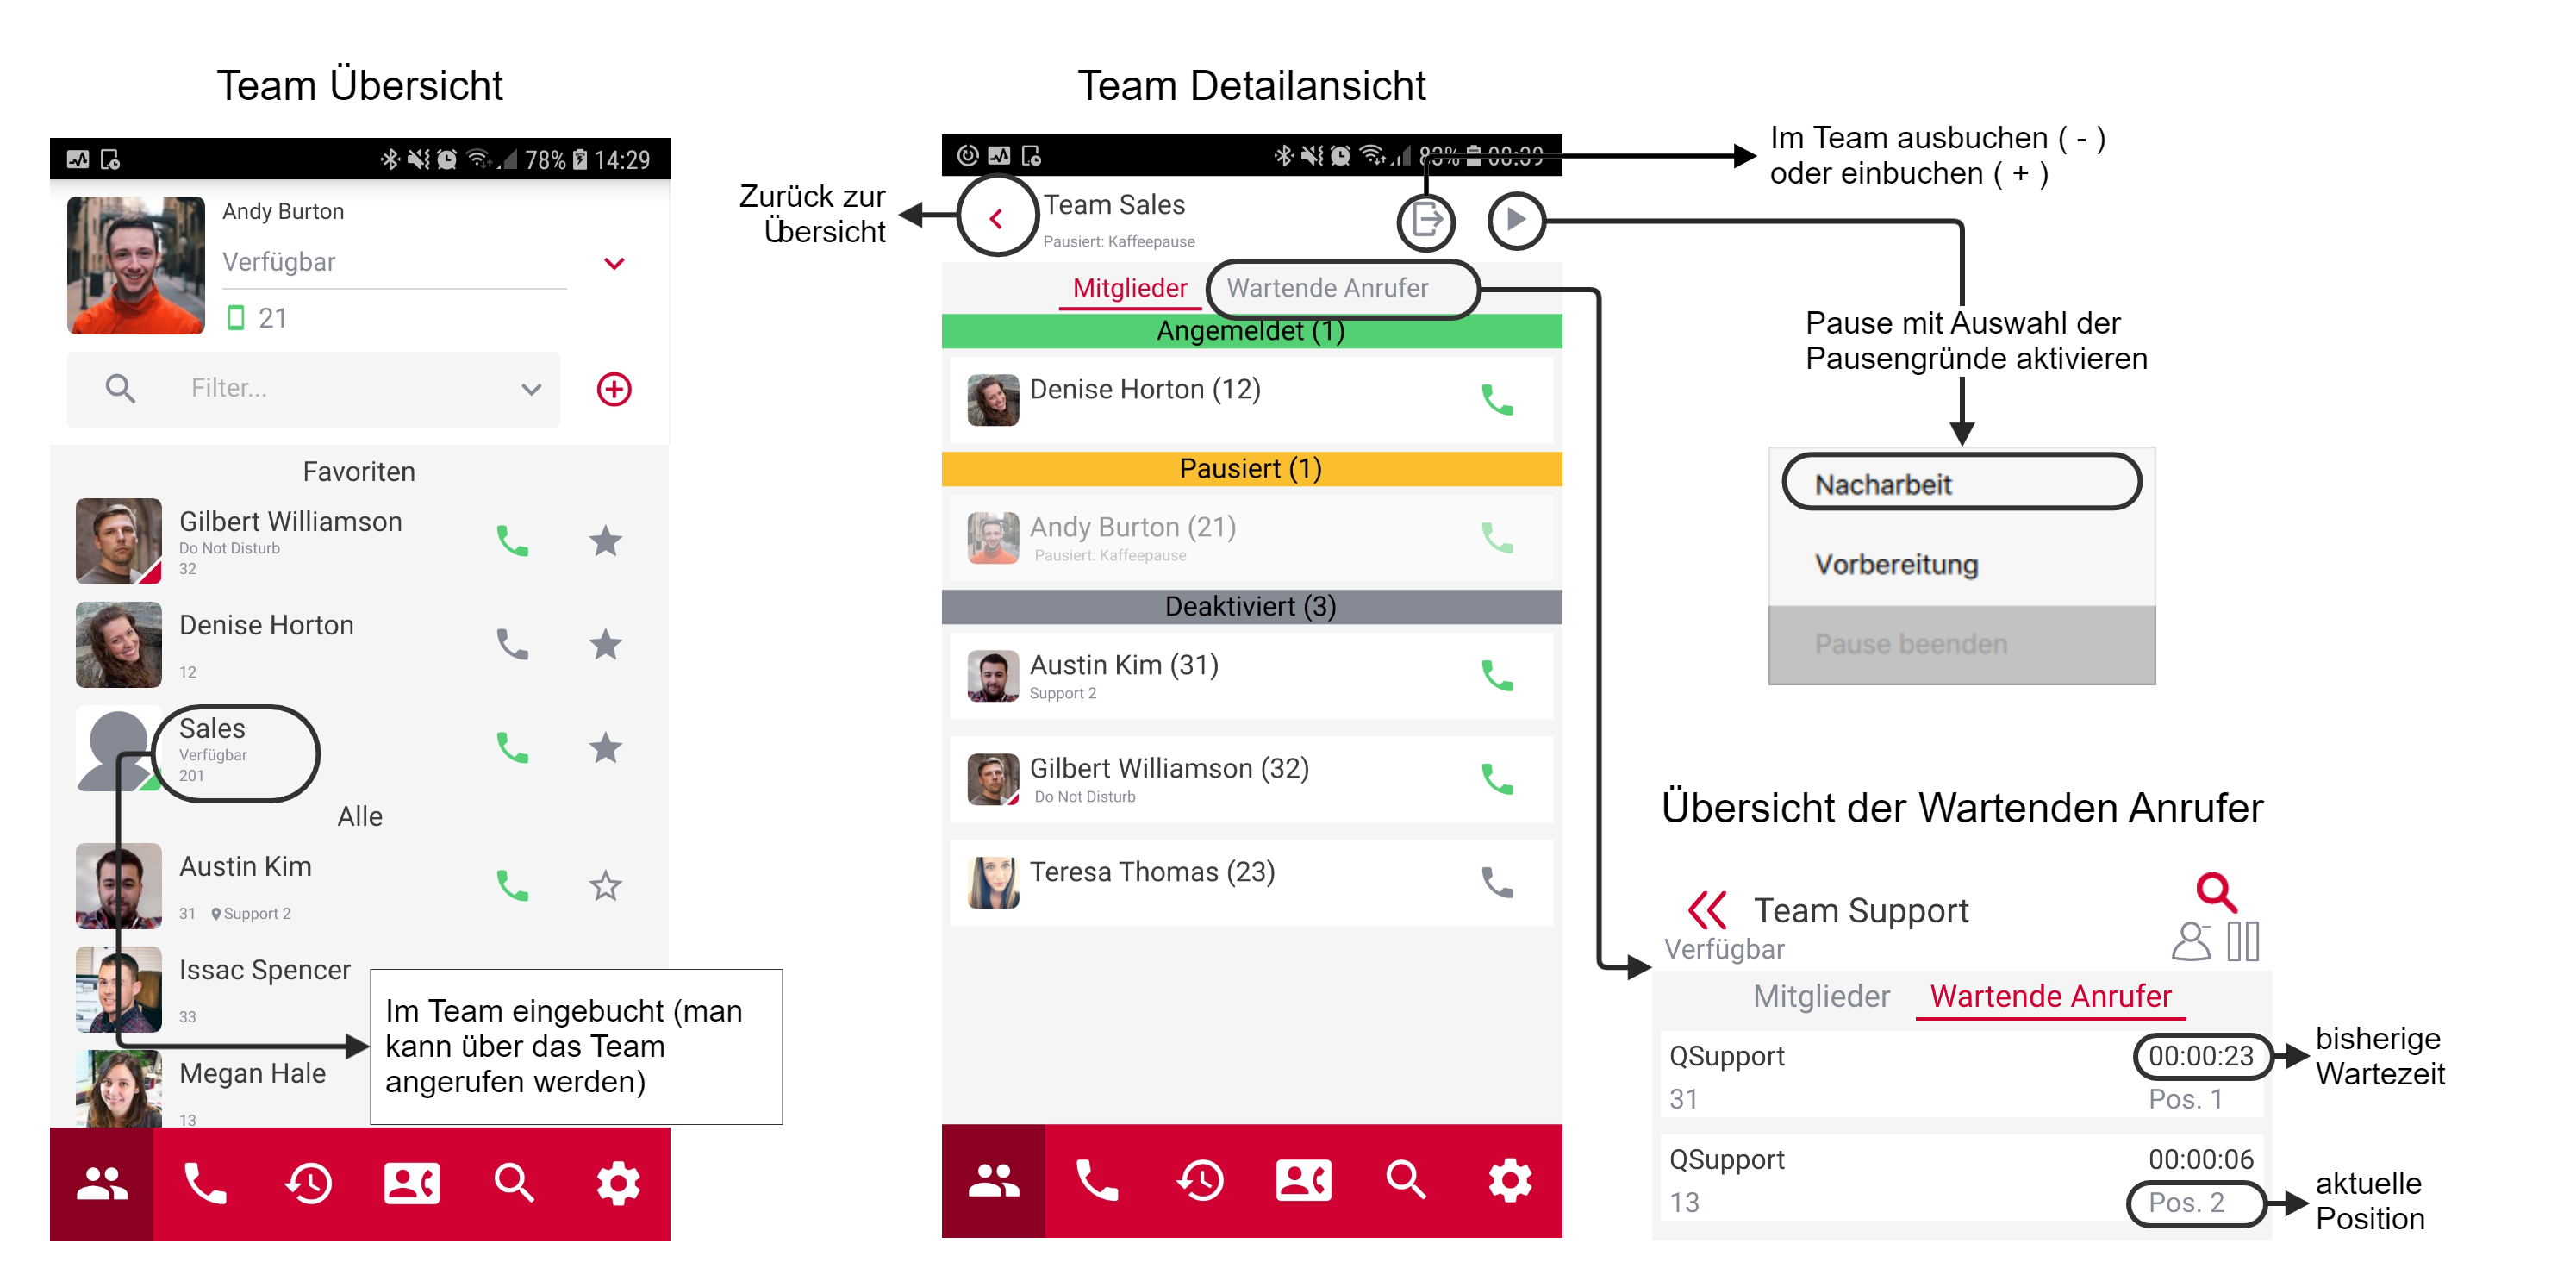 Team Übersicht
78% 14:29
Andy Burton
Verfügbar
21
Filter...
Favoriten
Gilbert Williamson
Do Not Disturb
32
Denise Horton
12
Sales
Verfügbar
201
Alle
Austin Kim
31 Support 2
Issac Spencer
33
Im Team eingebucht (man
kann über das Team
angerufen werden)
Megan Hale
13
Team Detailansicht
83% 08:39
Zurück zur
Übersicht
Team Sales
Pausiert: Kaffeepause
Mitglieder Wartende Anrufer
Angemeldet (1)
Denise Horton (12)
Pausiert (1)
Andy Burton (21)
Pausiert: Kaffeepause
Deaktiviert (3)
Austin Kim (31)
Support 2
Gilbert Williamson (32)
Do Not Disturb
Teresa Thomas (23)
Im Team ausbuchen ( - )
oder einbuchen ( + )
Pause mit Auswahl der
Pausengründe aktivieren
Nacharbeit
Vorbereitung
Pause beenden
Übersicht der Wartenden Anrufer
Team Support
Verfügbar
Mitglieder Wartende Anrufer
QSupport 00:00:23
31 Pos. 1
bisherige
Wartezeit
QSupport 00:00:06
13 Pos. 2
aktuelle
Position